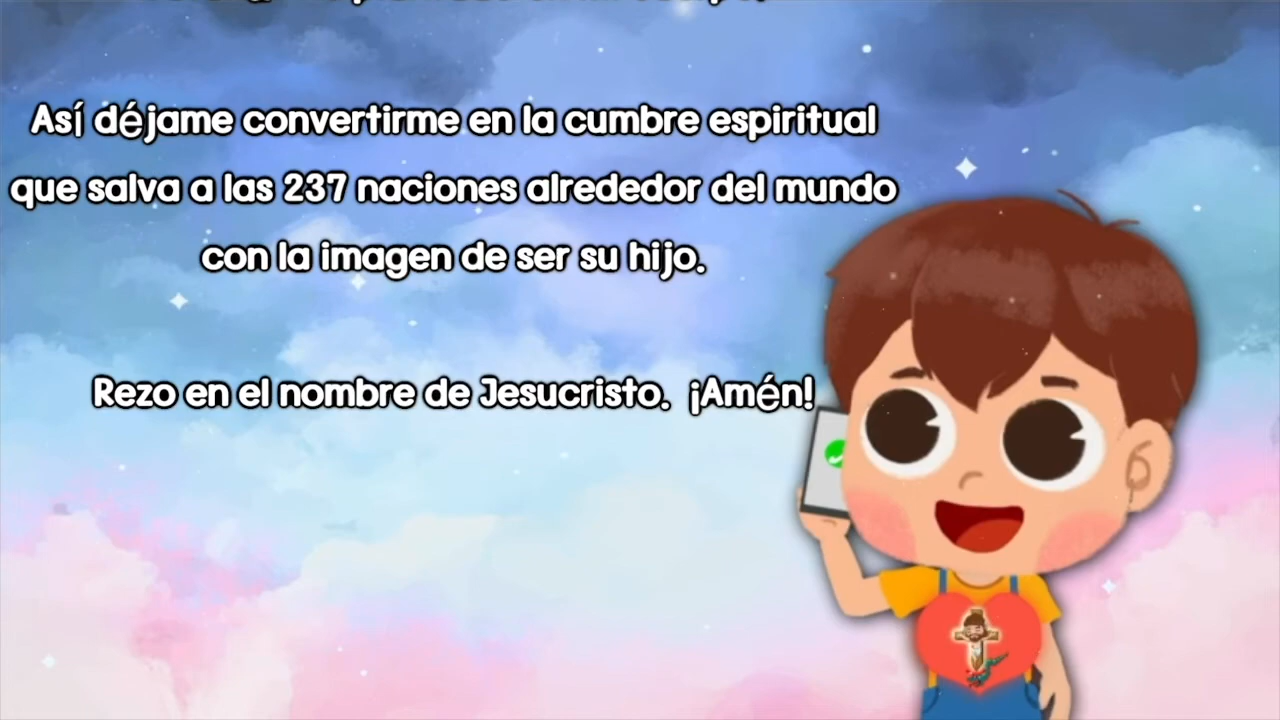 Así déjame convertirme en la cumbre espiritual
que salva a las 237 naciones alrededor del mundo
con la imagen de ser su hijo.
Rezo en el nombre de Jesucristo. ¡Amén!